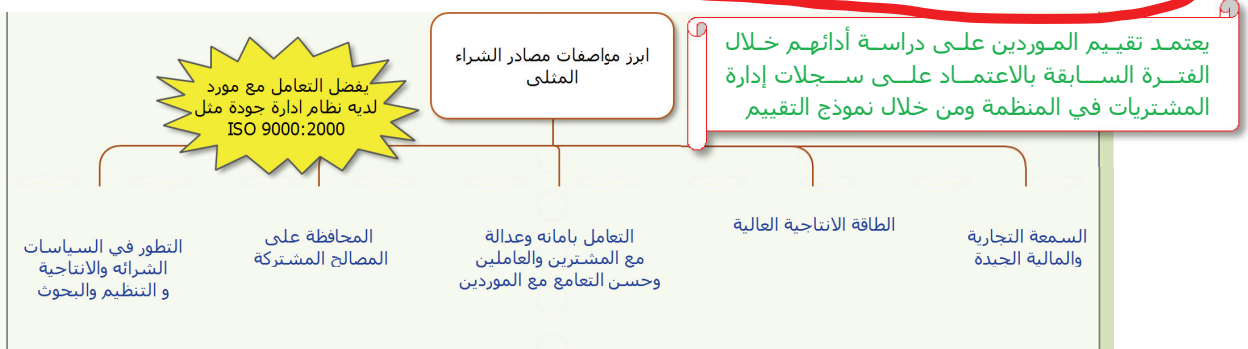 يعتمد تقييم الموردين على دراسة أدائهم خلال
الفترة السابقة بالاعتماد على سجلات إدارة
المشتريات في المنظمة ومن خلال نموذج التقييم
ابرز مواصفات مصادر الشراء
المثلى
يفضل التعامل مع مورد
لديه نظام ادارة جودة مثل
ISO 9000:2000
السمعة التجارية
والمالية الجيدة
الطاقة الانتاجية العالية
التعامل بامانه وعدالة
مع المشترين والعاملين
وحسن التعامع مع الموردين
المحافظة على
المصالح المشتركة
التطور في السياسات
الشرائه والانتاجية
و التنظيم والبحوث